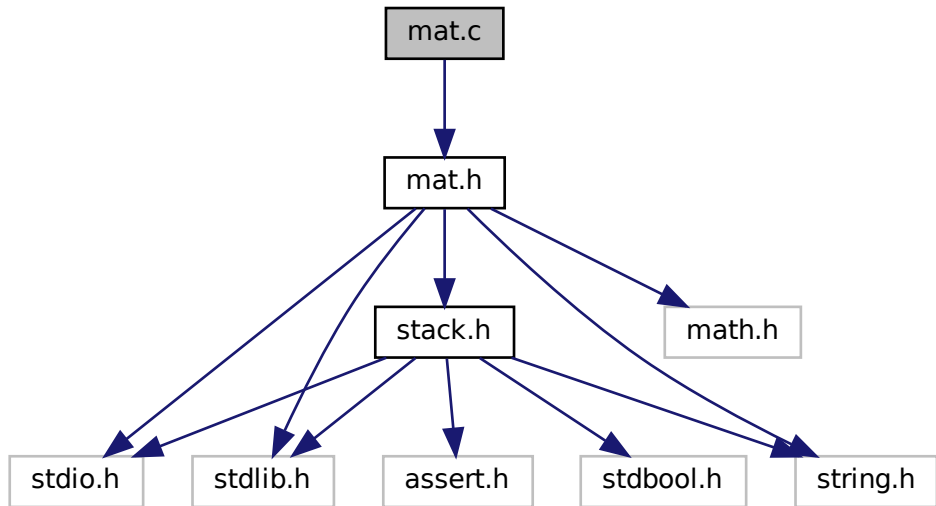 mat.c
mat.h
stack.h
math.h
stdio.h
stdlib.h
assert.h
stdbool.h
string.h